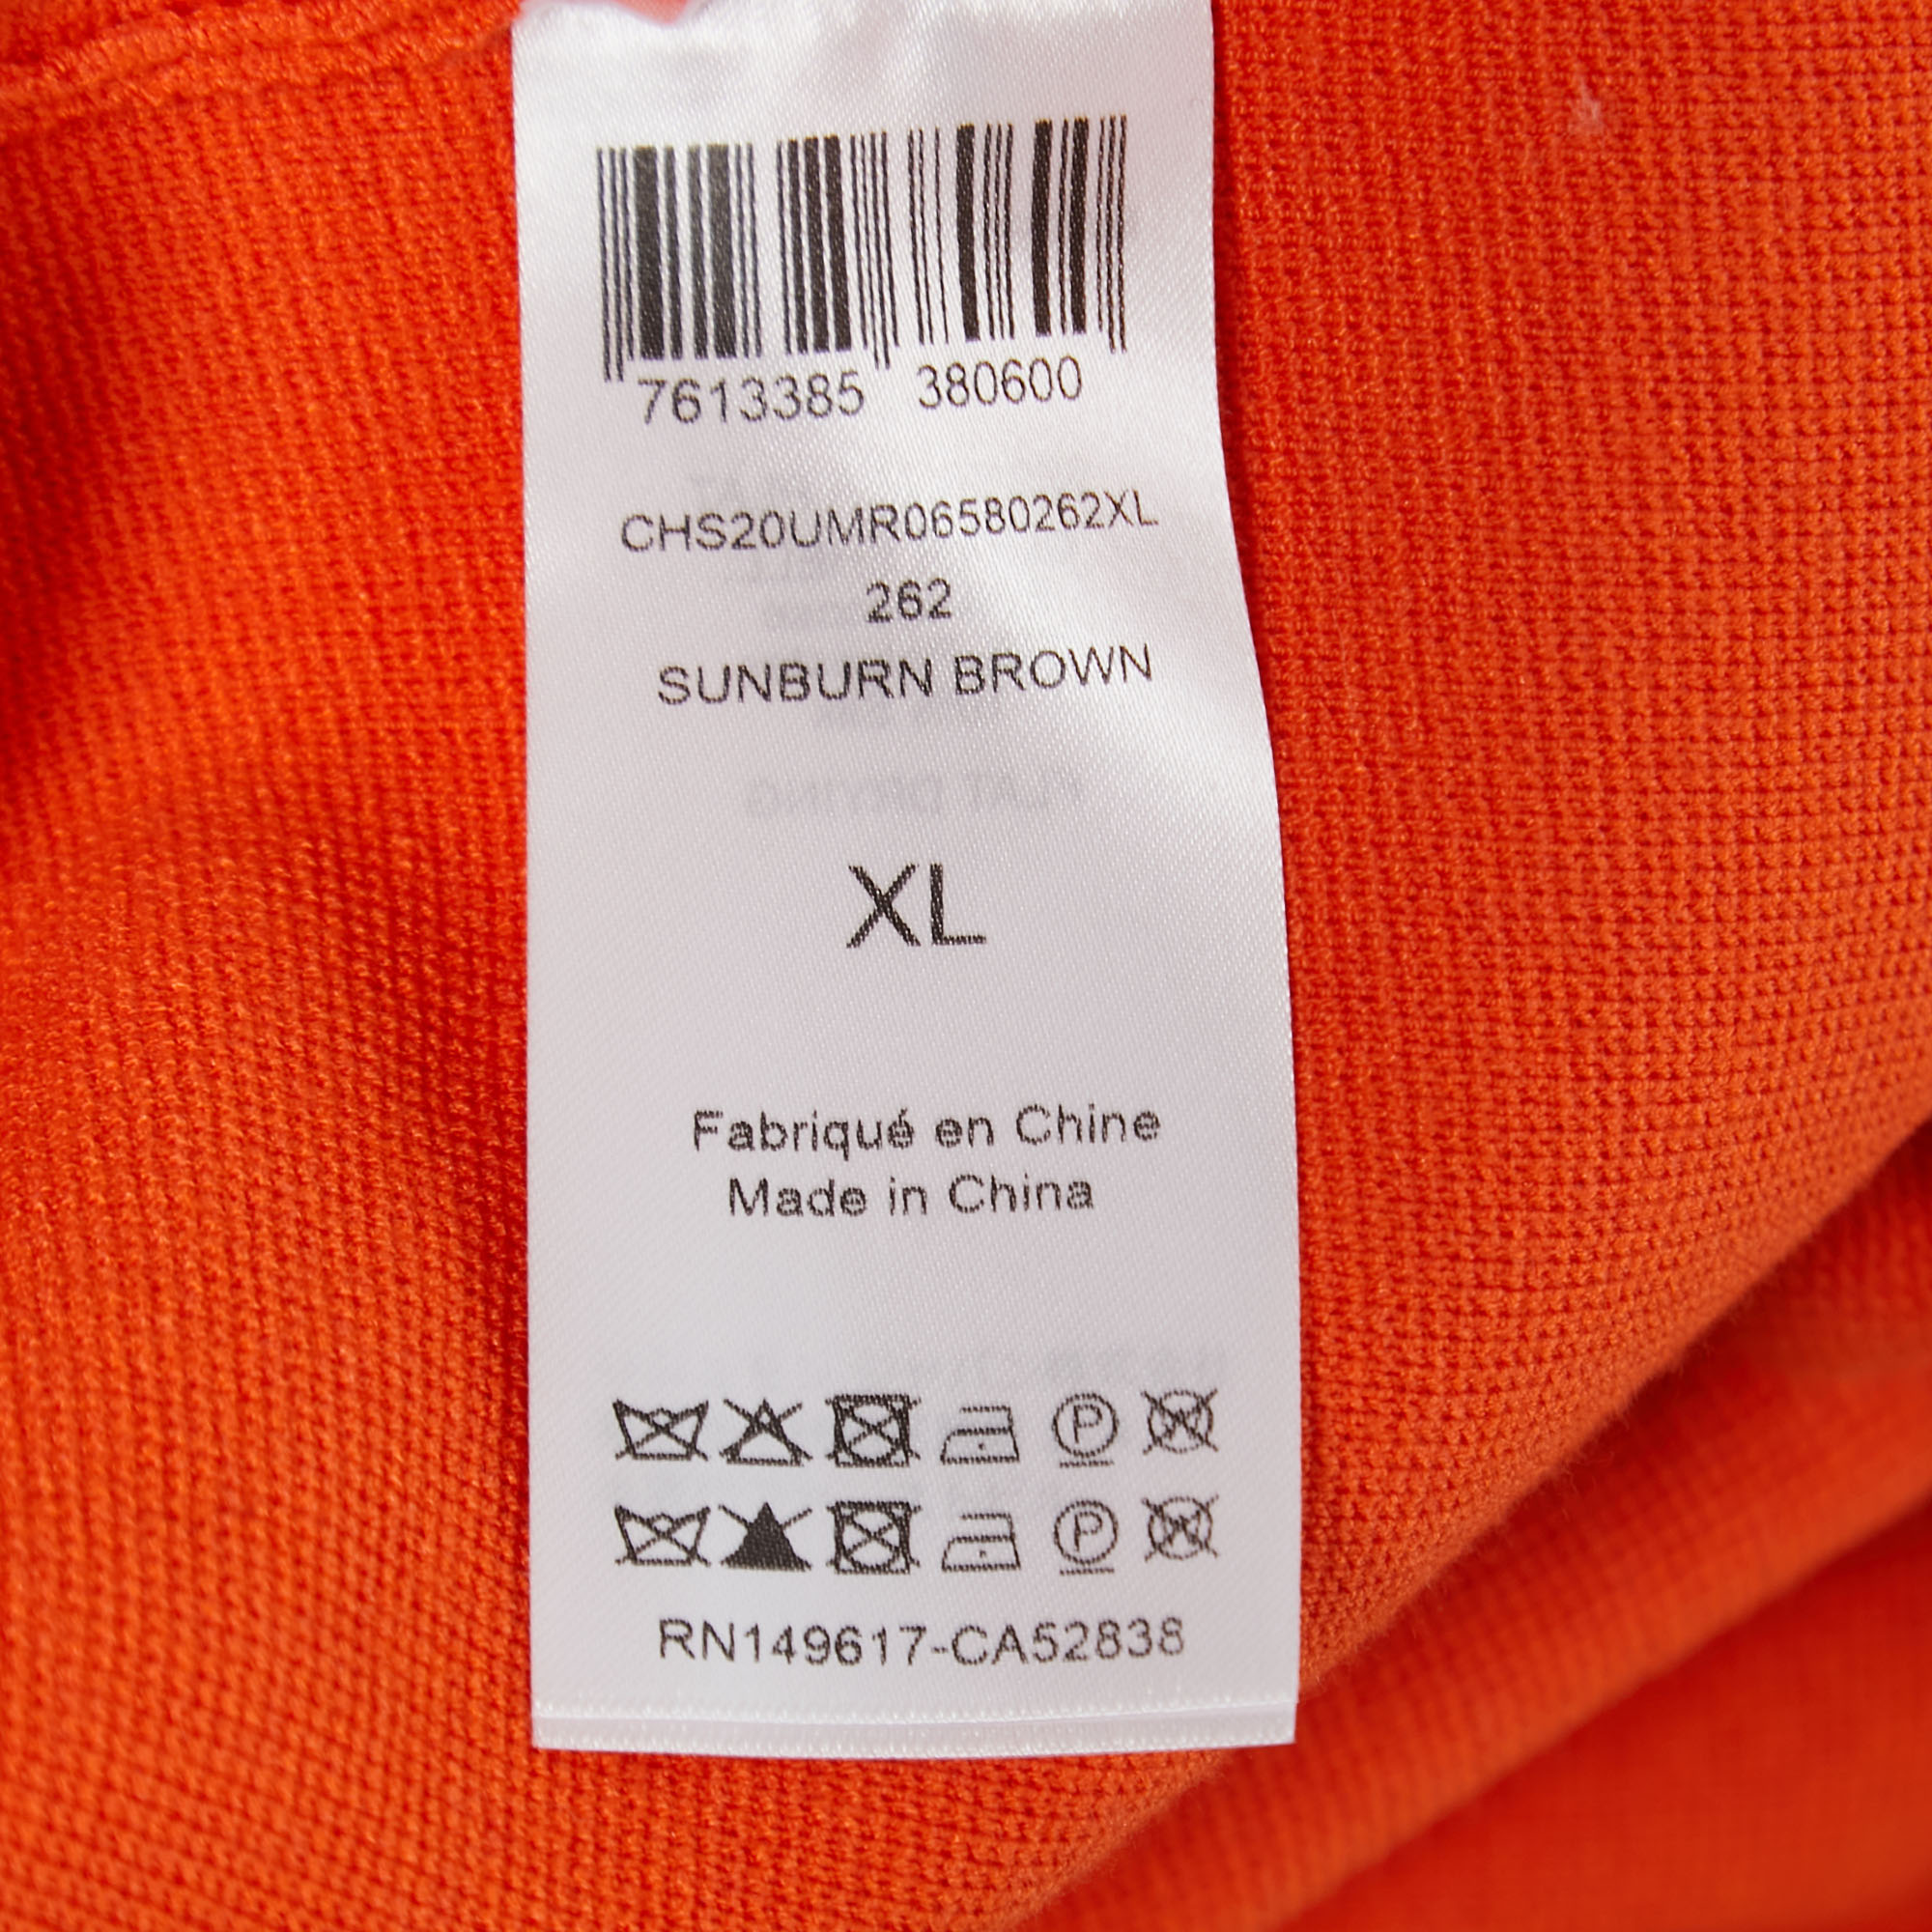 7613385 380600
CHS20UMR06580262XL
262
SUNBURN BROWN
XL
Fabriqué en Chine
Made in China
P
P
RN149617-CA52838